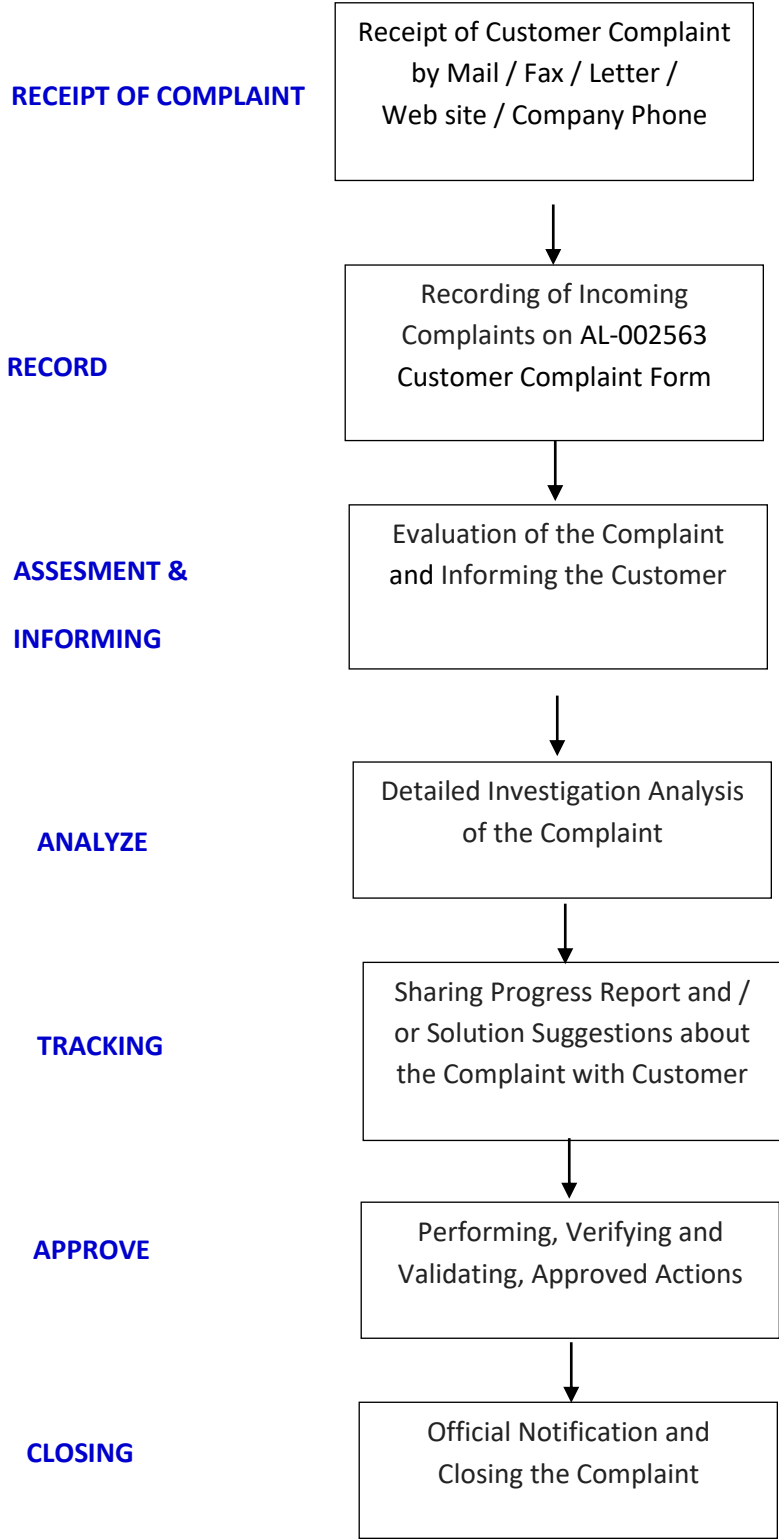 RECEIPT OF COMPLAINT
Receipt of Customer Complaint
by Mail / Fax / Letter /
Web site / Company Phone
RECORD
Recording of Incoming
Complaints on AL-002563
Customer Complaint Form
ASSESMENT &
INFORMING
Evaluation of the Complaint
and Informing the Customer
ANALYZE
Detailed Investigation Analysis
of the Complaint
TRACKING
Sharing Progress Report and /
or Solution Suggestions about
the Complaint with Customer
APPROVE
Performing, Verifying and
Validating, Approved Actions
CLOSING
Official Notification and
Closing the Complaint